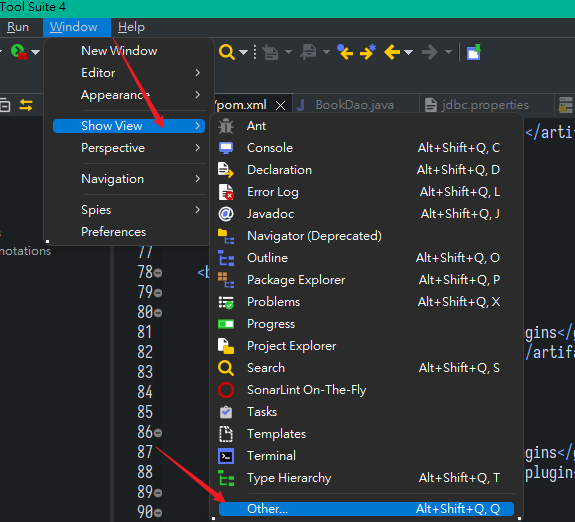 Tool Suite 4
Run Window Help
New Window
Editor
Appearance
Show View
Perspective
Navigation
Spies
Preferences
/pom.xml BookDao.java jdbc.properties
Ant
Console Alt+Shift+Q, C
Declaration Alt+Shift+Q, D
Error Log Alt+Shift+Q, L
Javadoc Alt+Shift+Q, J
Navigator (Deprecated)
Outline Alt+Shift+Q, O
Package Explorer Alt+Shift+Q, P
Problems Alt+Shift+Q, X
Progress
Project Explorer
Search Alt+Shift+Q, S
SonarLint On-The-Fly
Tasks
Templates
Terminal
Type Hierarchy Alt+Shift+Q, T
Other... Alt+Shift+Q, Q
notations
77
78 <b
79
80
81 gins</g
82 /artifa
83
84
85
86
87 gins</g
88 plugin<
89
90
</artif